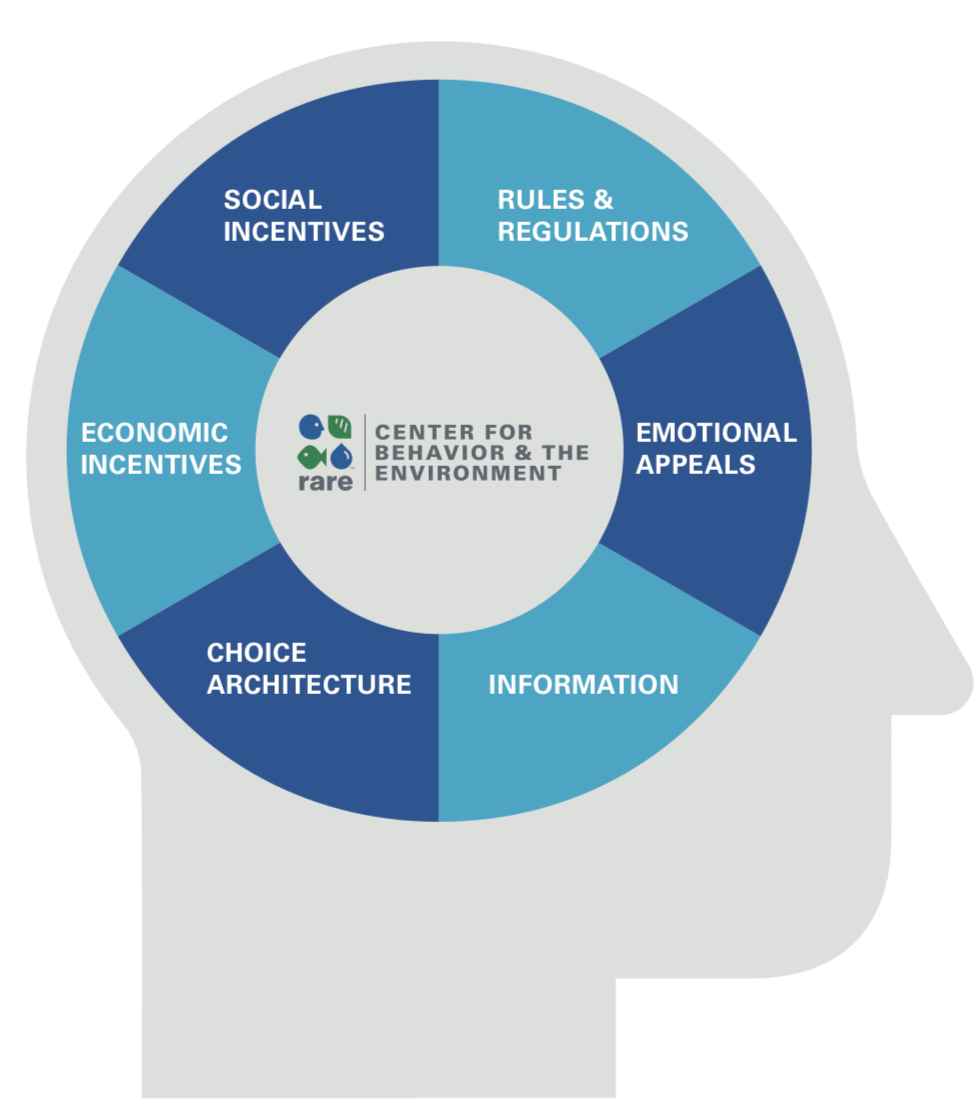 SOCIAL
INCENTIVES
RULES &
REGULATIONS
ECONOMIC
INCENTIVES
rare
CENTER FOR
BEHAVIOR & THE
ENVIRONMENT
EMOTIONAL
APPEALS
CHOICE
ARCHITECTURE
INFORMATION